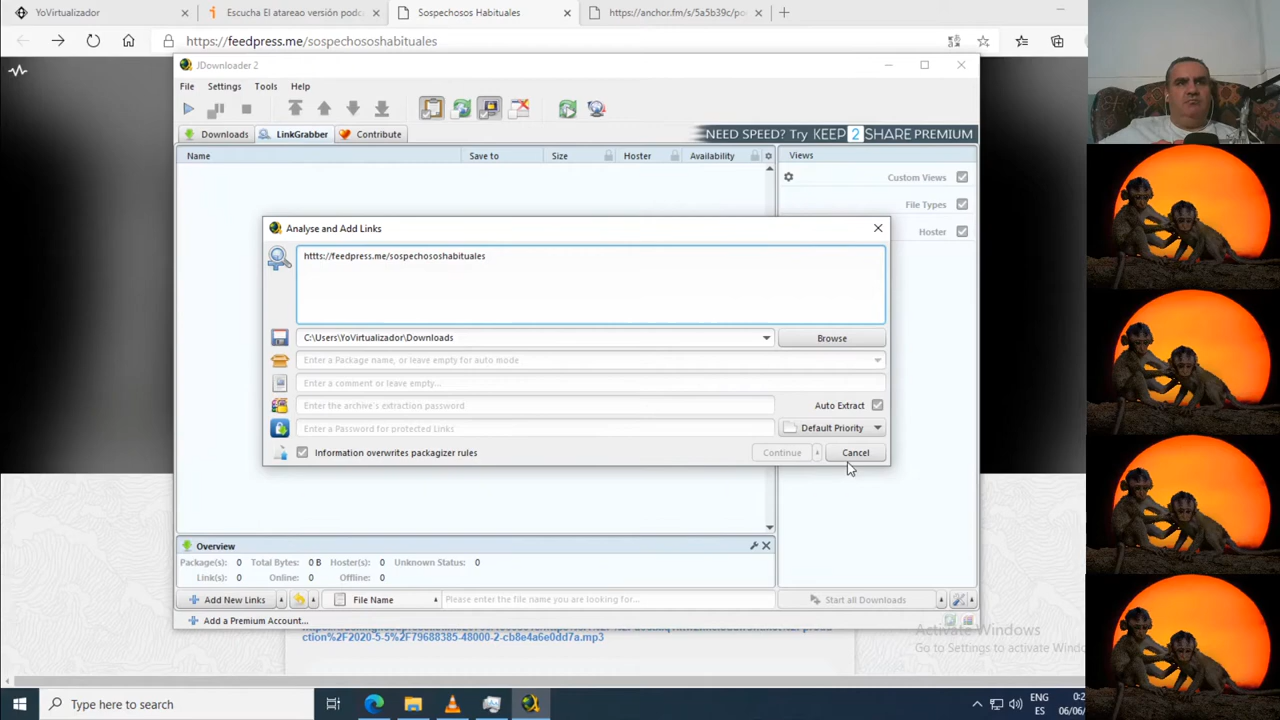 YoVirtualizador
Escucha El atareao versión podc
Sospechosos Habituales
https://anchor.fm/s/5a5b39c/po
https://feedpress.me/sospechososhabituales
JDownloader 2
File Settings Tools Help
Downloads LinkGrabber Contribute
NEED SPEED? Try KEEP 2 SHARE PREMIUM
Name Save to Size Hoster Availability
Views
Custom Views
File Types
Hoster
Analyse and Add Links
httts://feedpress.me/sospechososhabituales
C:\Users\YoVirtualizador\Downloads
Browse
Enter a Package name, or leave empty for auto mode
Enter a comment or leave empty...
Enter the archive's extraction password
Auto Extract
Enter a Password for protected Links
Default Priority
Information overwrites packagizer rules
Continue
Cancel
Overview
Package(s): 0 Total Bytes: 0 B Hoster(s): 0 Unknown Status: 0
Link(s): 0 Online: 0 Offline: 0
Add New Links
File Name
Please enter the file name you are looking for...
Start all Downloads
Add a Premium Account...
ction%2F2020-5-5%2F79688385-48000-2-cb8e4a6e0dd7a.mp3
Activate Windows
Go to Settings to activate Wind
Type here to search
ENG
ES
06/06/